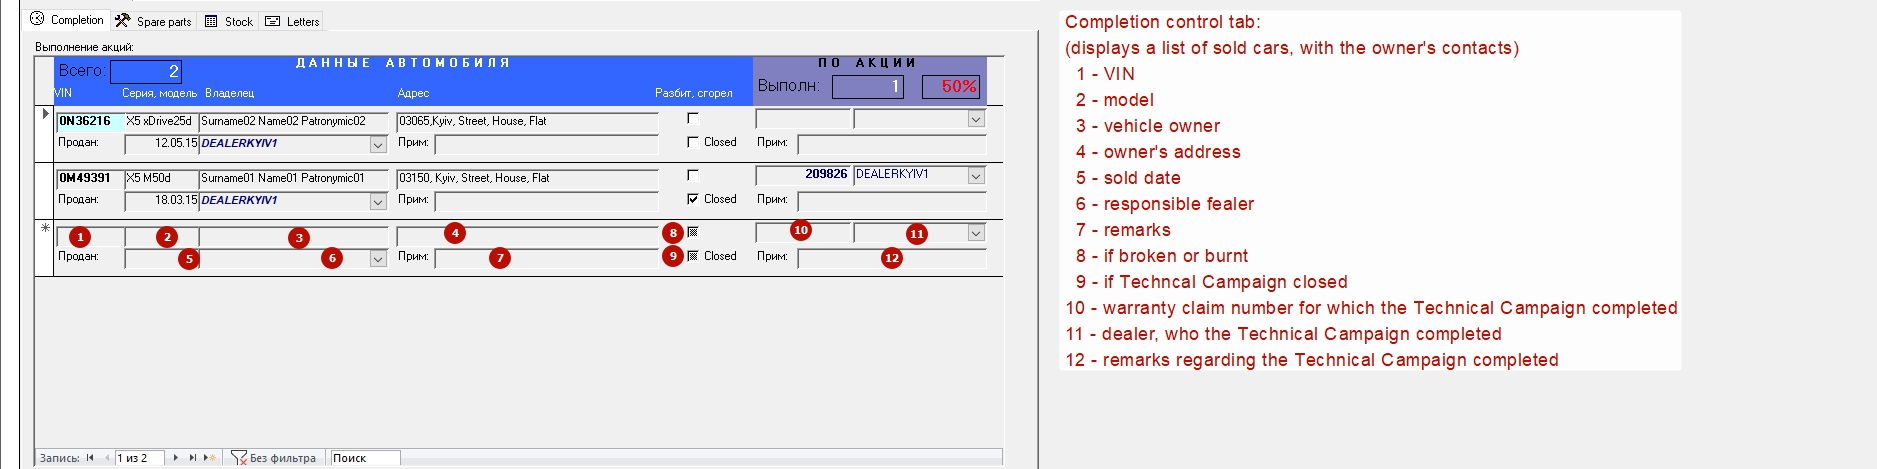 Completion Spare parts Stock Letters
Выполнение акций:
Всего: 2 ДАННЫЕ АВТОМОБИЛЯ ПО АКЦИИ
Выполн: 1 50%
VIN Серия, модель Владелец Адрес Разбит, сгорел
0N36216 X5 xDrive25d Surname02 Name02 Patronymic02 03065,Kyiv, Street, House, Flat
Продан: 12.05.15 DEALERKYIV1 Прим: Closed Прим:
0M49391 X5 M50d Surname01 Name01 Patronymic01 03150, Kyiv, Street, House, Flat 209826 DEALERKYIV1
Продан: 18.03.15 DEALERKYIV1 Прим: Closed Прим:
1 2 3 4 8 10 11
Продан: 5 6 Прим: 7 9 Closed Прим: 12
Запись: 1 из 2 Без фильтра Поиск
Completion control tab:
(displays a list of sold cars, with the owner's contacts)
1 - VIN
2 - model
3 - vehicle owner
4 - owner's address
5 - sold date
6 - responsible fealer
7 - remarks
8 - if broken or burnt
9 - if Techncal Campaign closed
10 - warranty claim number for which the Technical Campaign completed
11 - dealer, who the Technical Campaign completed
12 - remarks regarding the Technical Campaign completed